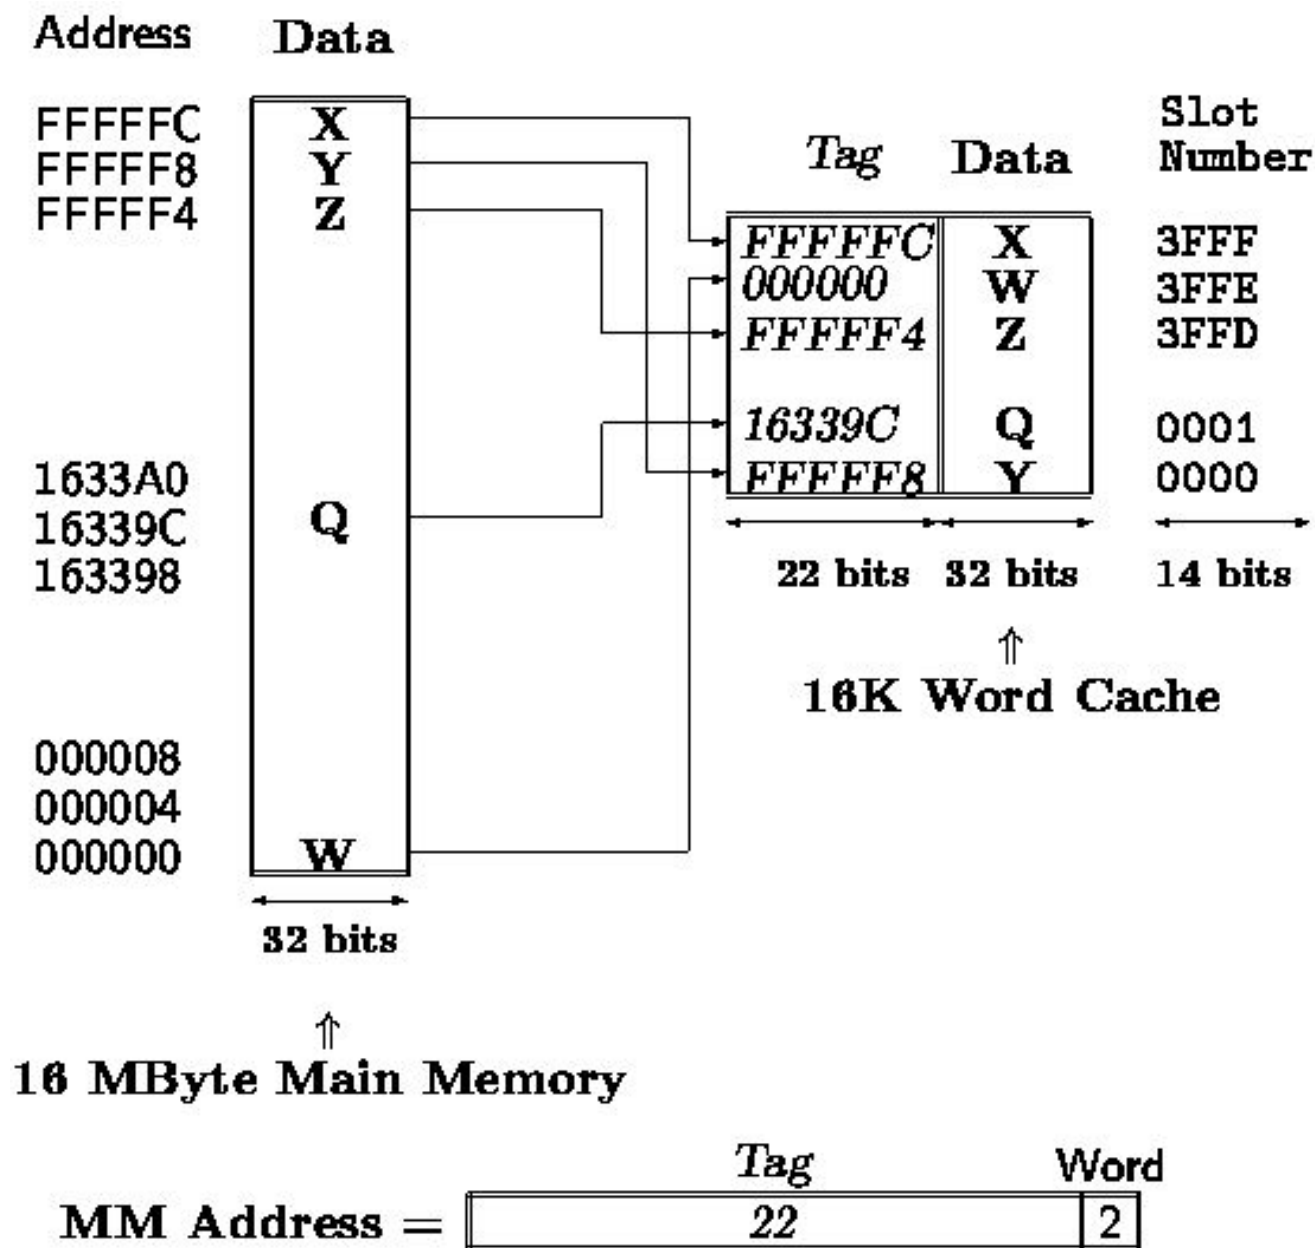 Address Data
FFFFFC X
FFFFF8 Y
FFFFF4 Z
1633A0
16339C Q
163398
000008
000004
000000 W
32 bits
⇑
16 MByte Main Memory
Tag Data Slot Number
FFFFFC X 3FFF
000000 W 3FFE
FFFFF4 Z 3FFD
16339C Q 0001
FFFFF8 Y 0000
22 bits 32 bits 14 bits
⇑
16K Word Cache
Tag Word
MM Address = 22 2